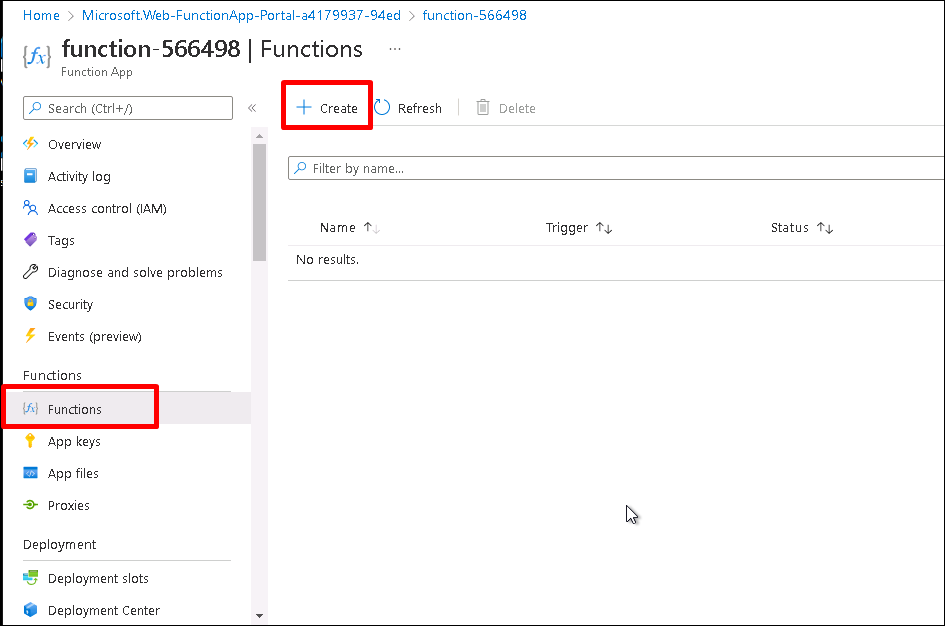 Home > Microsoft.Web-FunctionApp-Portal-a4179937-94ed > function-566498
function-566498 | Functions ...
Function App
Search (Ctrl+/)
«
Overview
Activity log
Access control (IAM)
Tags
Diagnose and solve problems
Security
Events (preview)
Functions
Functions
App keys
App files
Proxies
Deployment
Deployment slots
Deployment Center
+ Create Refresh | Delete
Filter by name...
Name ↑↓ Trigger ↑↓ Status ↑↓
No results.